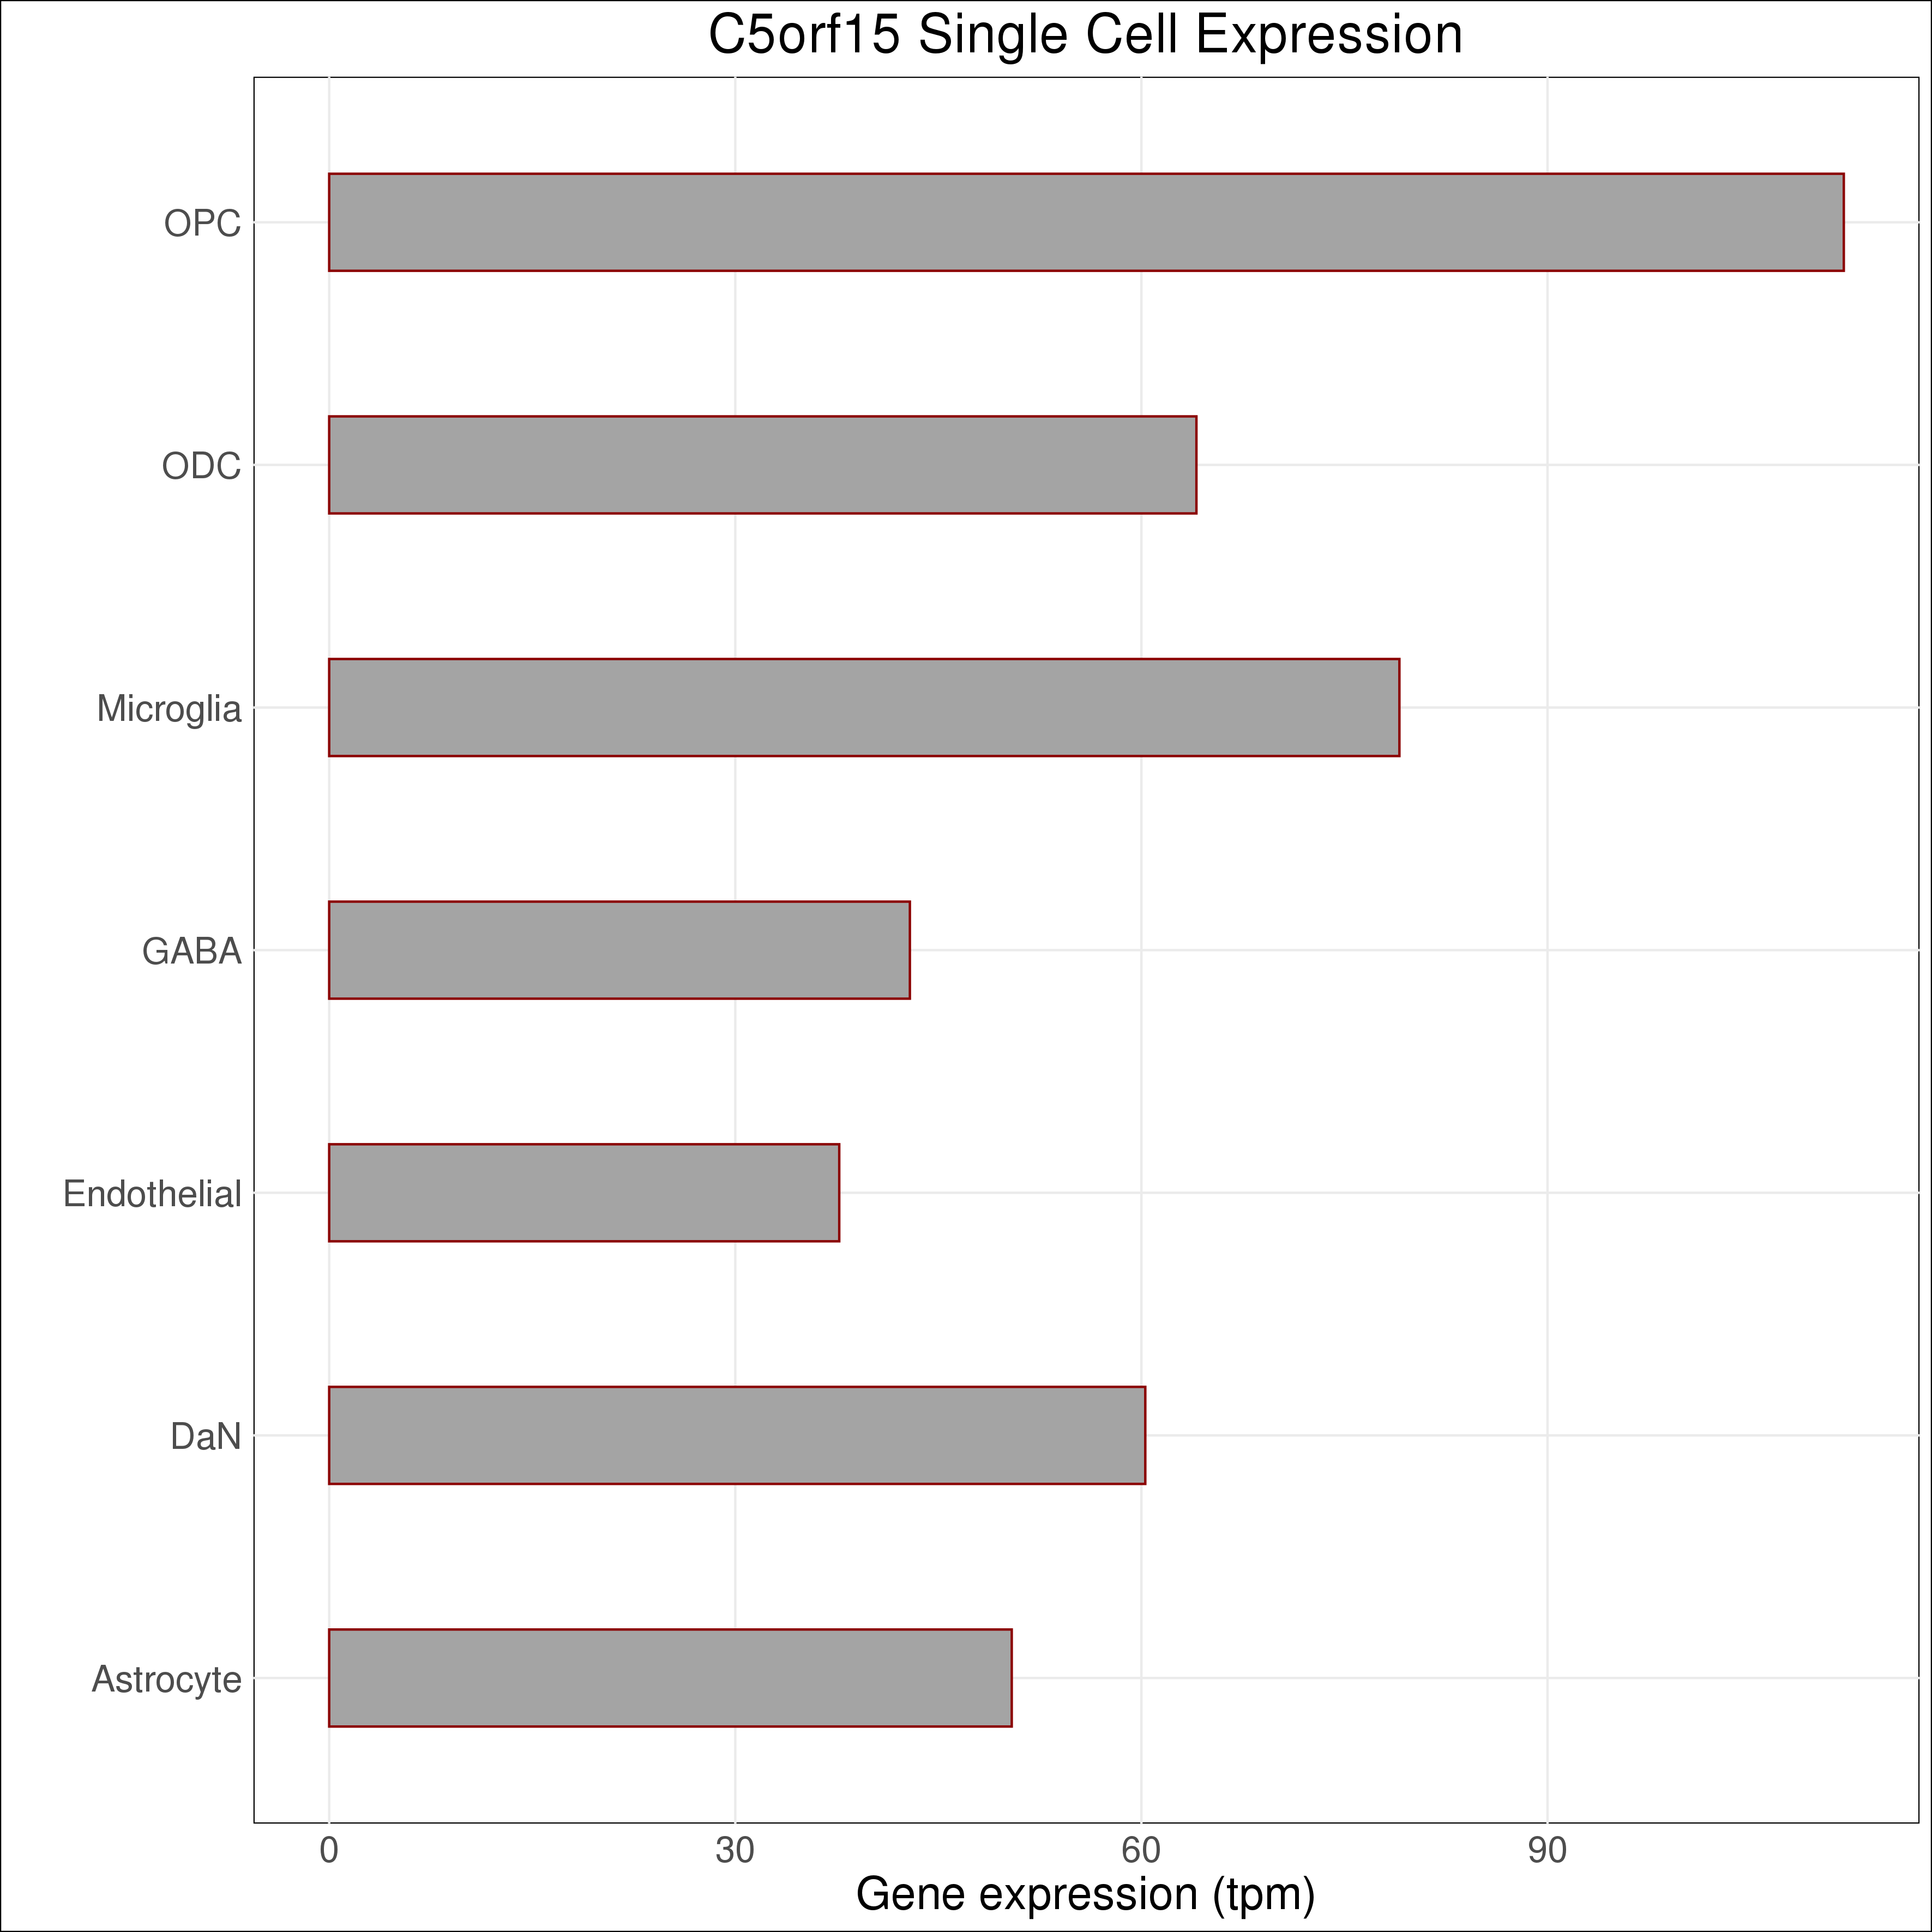 C5orf15 Single Cell Expression
OPC
ODC
Microglia
GABA
Endothelial
DaN
Astrocyte
0 30 60 90
Gene expression (tpm)